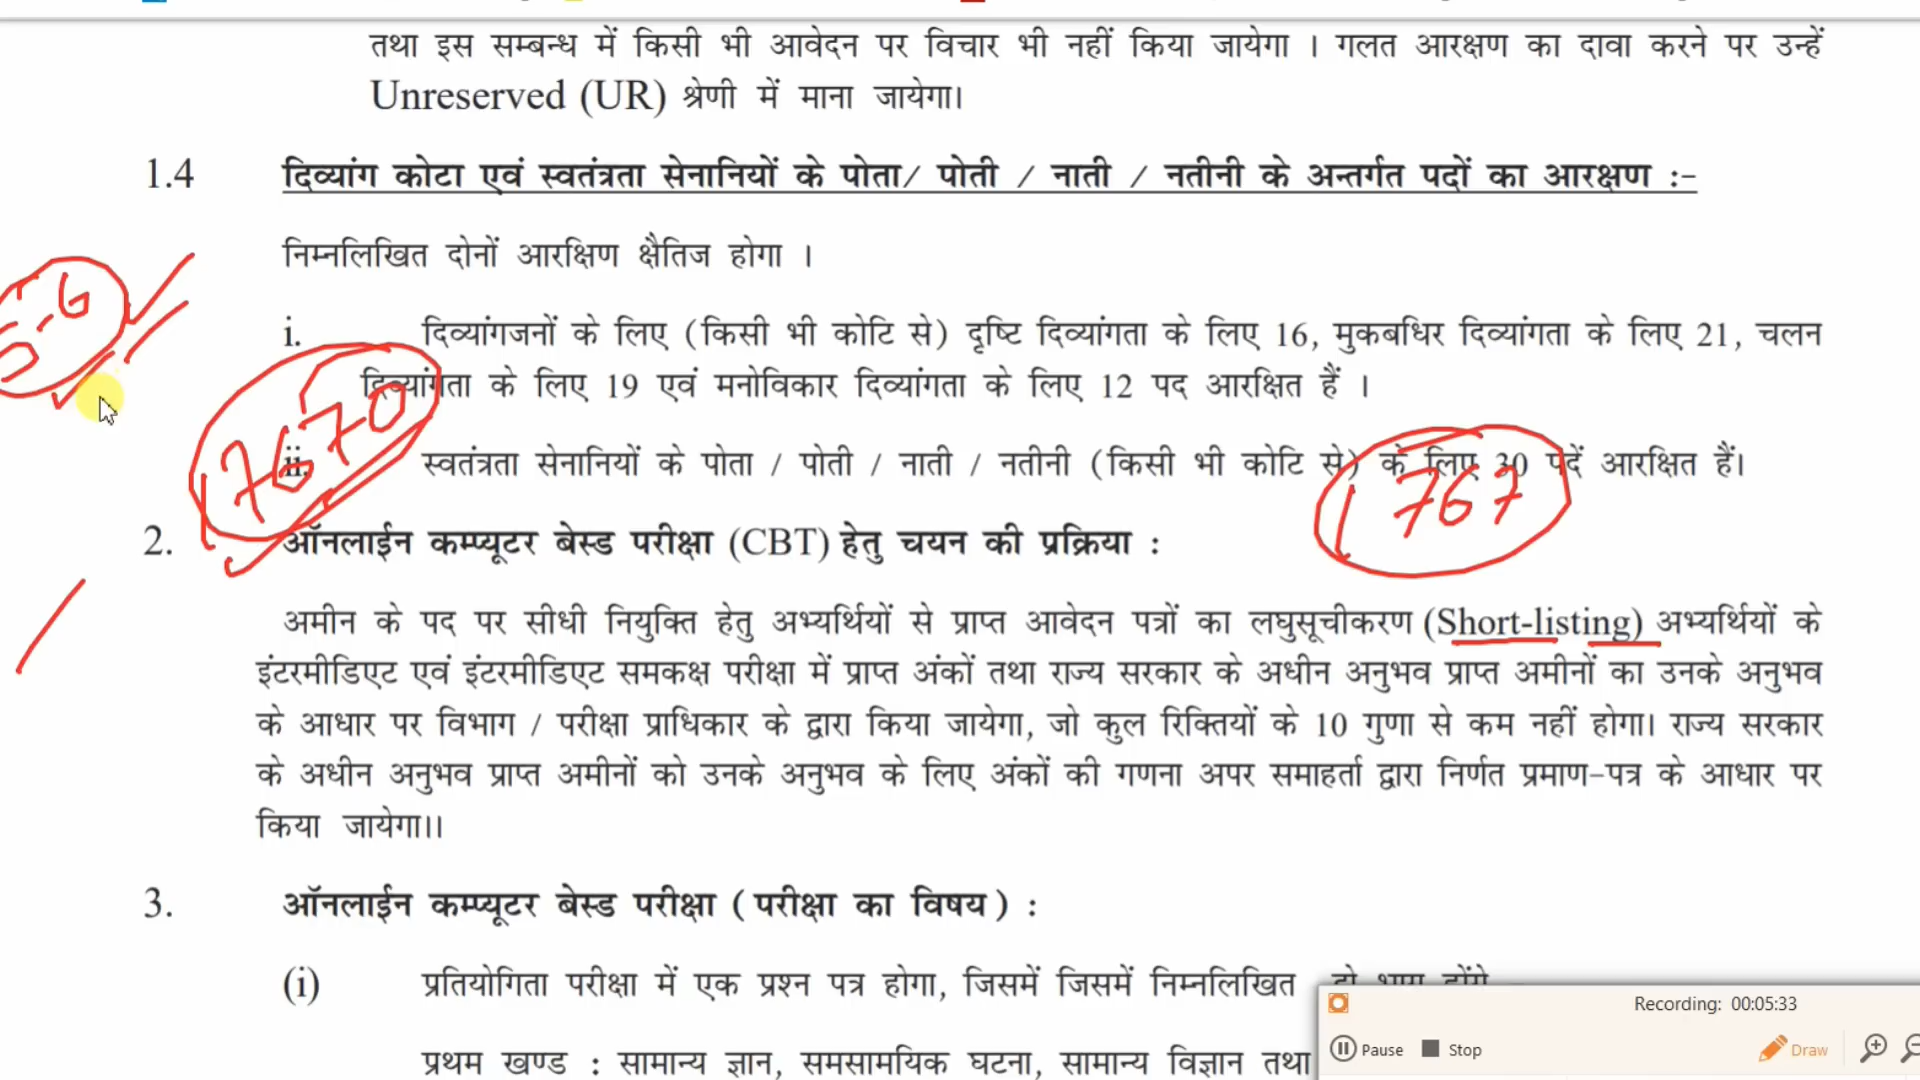 तथा इस सम्बन्ध में किसी भी आवेदन पर विचार भी नहीं किया जायेगा । गलत आरक्षण का दावा करने पर उन्हें
Unreserved (UR) श्रेणी में माना जायेगा।
1.4 दिव्यांग कोटा एवं स्वतंत्रता सेनानियों के पोता/ पोती / नाती / नतीनी के अन्तर्गत पदों का आरक्षण :-
निम्नलिखित दोनों आरक्षिण क्षैतिज होगा ।
i. दिव्यांगजनों के लिए (किसी भी कोटि से) दृष्टि दिव्यांगता के लिए 16, मुकबधिर दिव्यांगता के लिए 21, चलन
दिव्यांगता के लिए 19 एवं मनोविकार दिव्यांगता के लिए 12 पद आरक्षित हैं ।
ii. स्वतंत्रता सेनानियों के पोता / पोती / नाती / नतीनी (किसी भी कोटि से) के लिए 30 पदें आरक्षित हैं।
17670
1767
2. ऑनलाईन कम्प्यूटर बेस्ड परीक्षा (CBT) हेतु चयन की प्रक्रिया :
अमीन के पद पर सीधी नियुक्ति हेतु अभ्यर्थियों से प्राप्त आवेदन पत्रों का लघुसूचीकरण (Short-listing) अभ्यर्थियों के
इंटरमीडिएट एवं इंटरमीडिएट समकक्ष परीक्षा में प्राप्त अंकों तथा राज्य सरकार के अधीन अनुभव प्राप्त अमीनों का उनके अनुभव
के आधार पर विभाग / परीक्षा प्राधिकार के द्वारा किया जायेगा, जो कुल रिक्तियों के 10 गुणा से कम नहीं होगा। राज्य सरकार
के अधीन अनुभव प्राप्त अमीनों को उनके अनुभव के लिए अंकों की गणना अपर समाहर्ता द्वारा निर्णत प्रमाण-पत्र के आधार पर
किया जायेगा।।
3. ऑनलाईन कम्प्यूटर बेस्ड परीक्षा ( परीक्षा का विषय ) :
(i) प्रतियोगिता परीक्षा में एक प्रश्न पत्र होगा, जिसमें जिसमें निम्नलिखित
प्रथम खण्ड : सामान्य ज्ञान, समसामयिक घटना, सामान्य विज्ञान तथा
Recording: 00:05:33
Pause Stop Draw